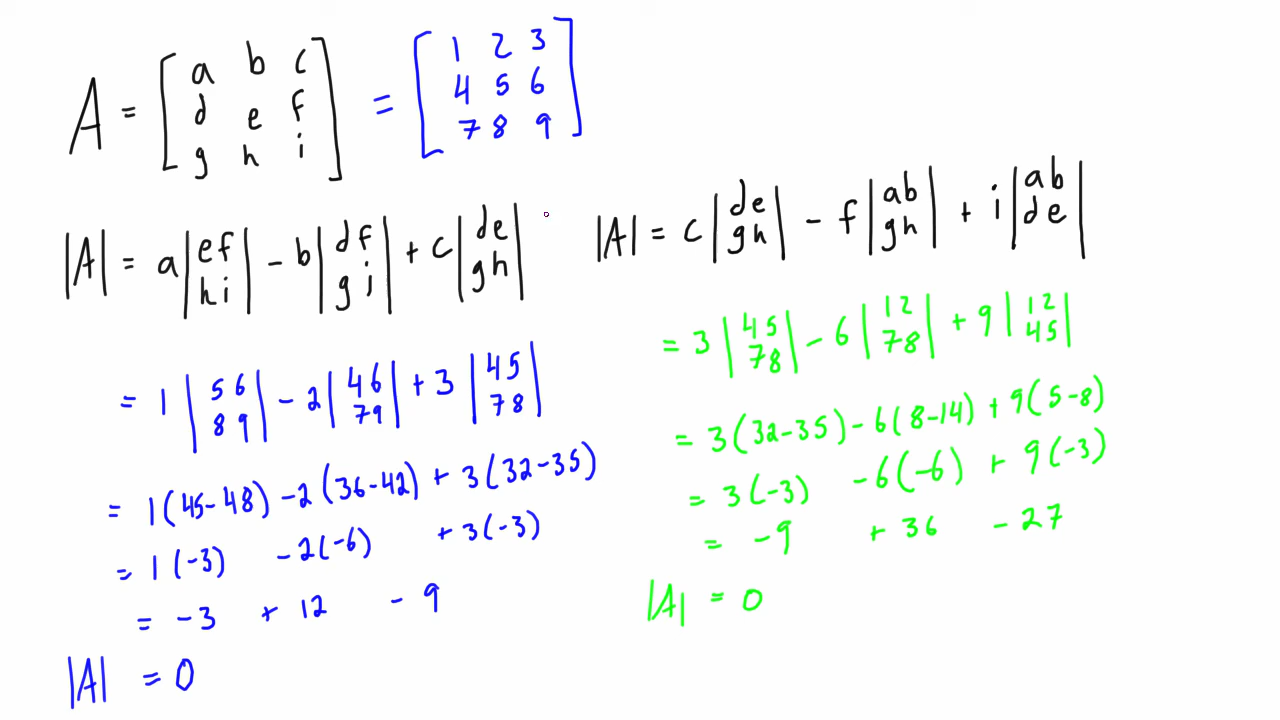 A = [a b c; d e f; g h i] = [1 2 3; 4 5 6; 7 8 9]
|A| = a|e f; h i| - b|d f; g i| + c|d e; g h|
= 1|5 6; 8 9| - 2|4 6; 7 9| + 3|4 5; 7 8|
= 1(45-48) - 2(36-42) + 3(32-35)
= 1(-3) - 2(-6) + 3(-3)
= -3 + 12 - 9
|A| = 0
|A| = c|d e; g h| - f|a b; g h| + i|a b; d e|
= 3|4 5; 7 8| - 6|1 2; 7 8| + 9|1 2; 4 5|
= 3(32-35) - 6(8-14) + 9(5-8)
= 3(-3) - 6(-6) + 9(-3)
= -9 + 36 - 27
|A| = 0